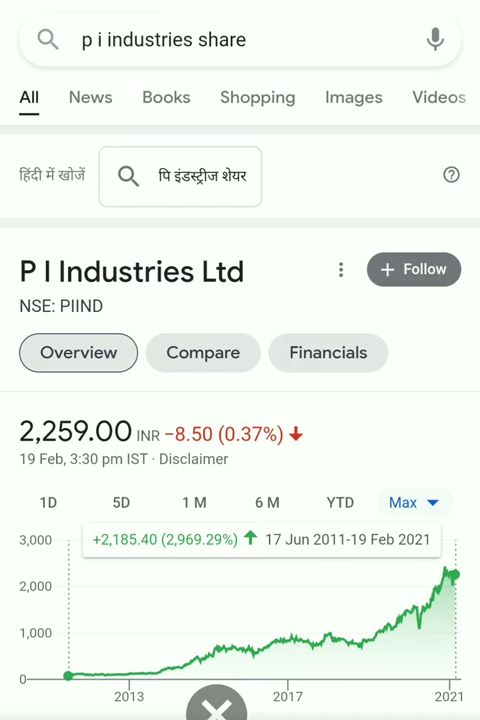 p i industries share
All News Books Shopping Images Videos
हिंदी में खोजें पि इंडस्ट्रीज शेयर
P I Industries Ltd
+ Follow
NSE: PIIND
Overview Compare Financials
2,259.00 INR −8.50 (0.37%)
19 Feb, 3:30 pm IST · Disclaimer
1D 5D 1 M 6 M YTD Max
+2,185.40 (2,969.29%) 17 Jun 2011-19 Feb 2021
3,000
2,000
1,000
0
2013 2017 2021